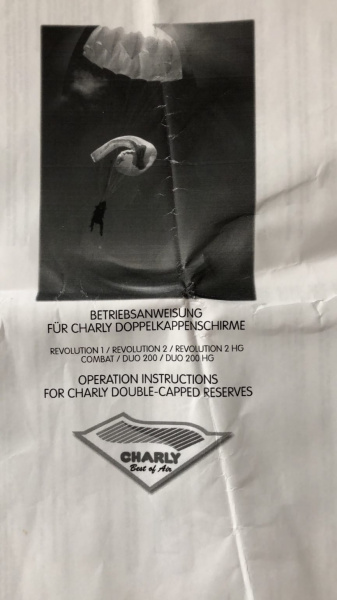 BETRIEBSANWEISUNG
FÜR CHARLY DOPPELKAPPENSCHIRME
REVOLUTION 1 / REVOLUTION 2 / REVOLUTION 2 HG
COMBAT / DUO 200 / DUO 200 HG
OPERATION INSTRUCTIONS
FOR CHARLY DOUBLE-CAPPED RESERVES
CHARLY
Best of Air